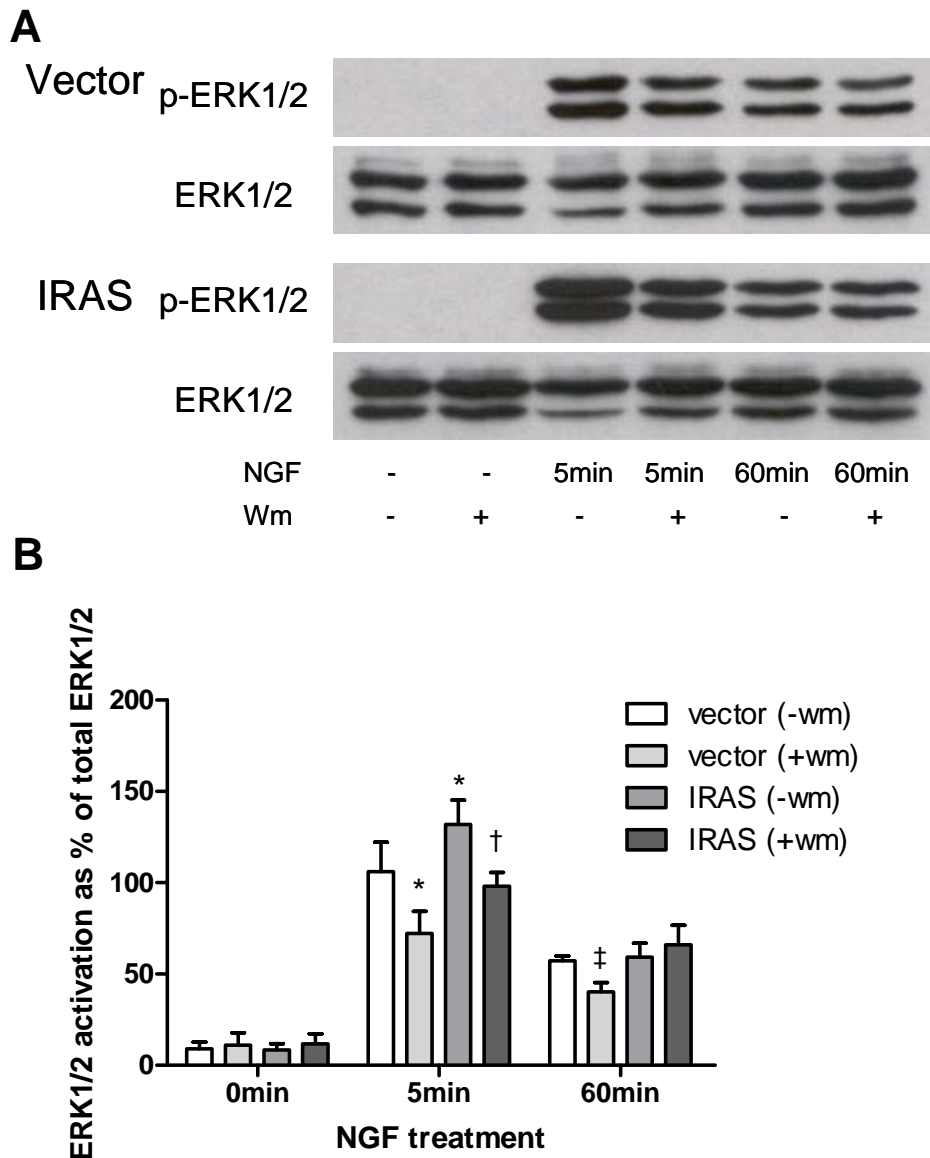 A
Vector p-ERK1/2
ERK1/2
IRAS p-ERK1/2
ERK1/2
NGF - - 5min 5min 60min 60min
Wm - + - + - +
B
ERK1/2 activation as % of total ERK1/2
200
150
100
50
0
* * † ‡
vector (-wm)
vector (+wm)
IRAS (-wm)
IRAS (+wm)
0min 5min 60min
NGF treatment